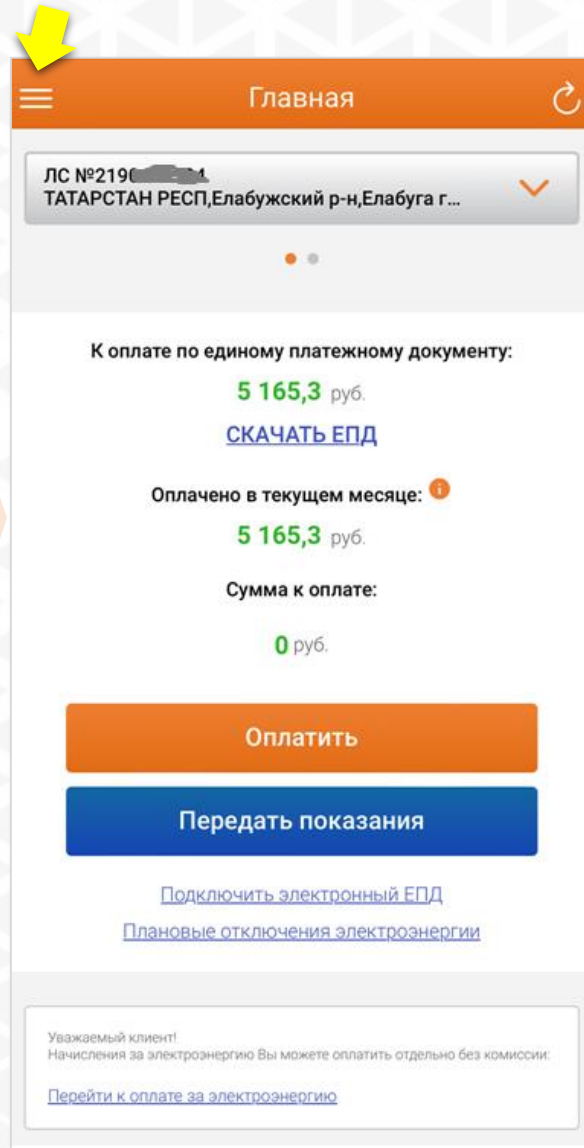 Главная
ЛС №219
ТАТАРСТАН РЕСП,Елабужский р-н,Елабуга г...
К оплате по единому платежному документу:
5 165,3 руб.
СКАЧАТЬ ЕПД
Оплачено в текущем месяце:
5 165,3 руб.
Сумма к оплате:
0 руб.
Оплатить
Передать показания
Подключить электронный ЕПД
Плановые отключения электроэнергии
Уважаемый клиент!
Начисления за электроэнергию Вы можете оплатить отдельно без комиссии:
Перейти к оплате за электроэнергию